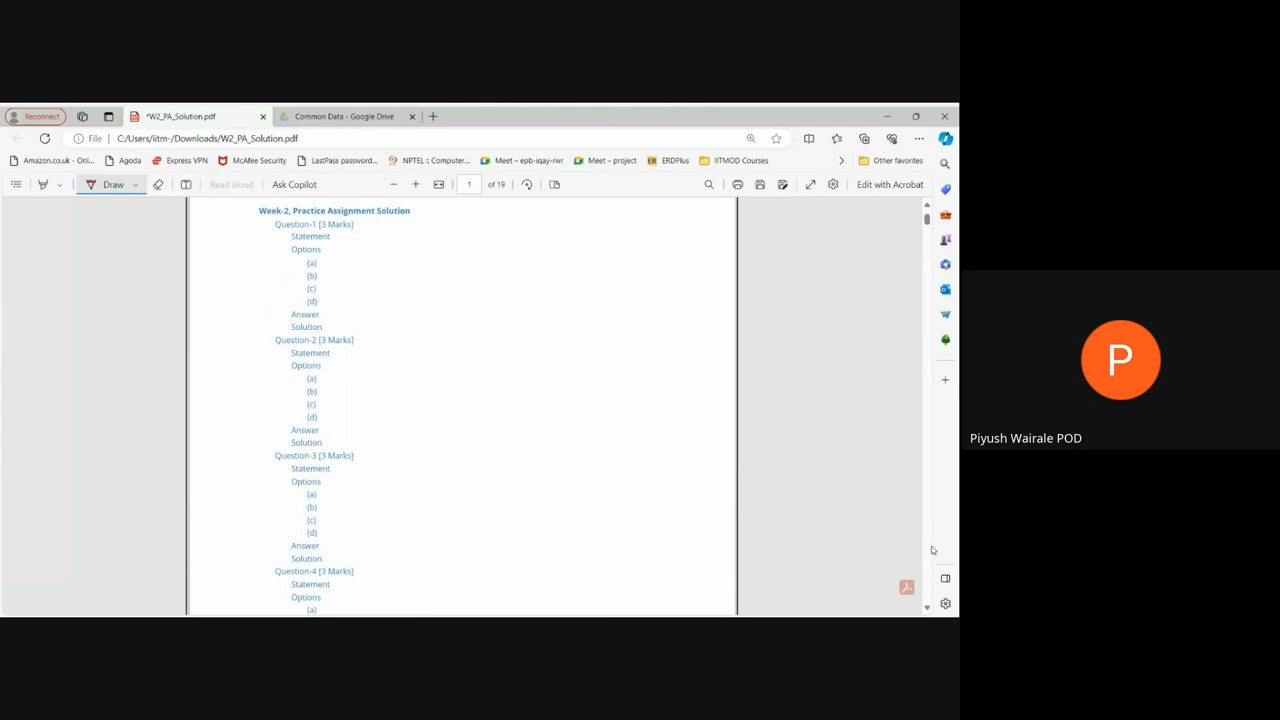 Reconnect
*W2_PA_Solution.pdf
Common Data - Google Drive
File
C:/Users/iitm-/Downloads/W2_PA_Solution.pdf
Amazon.co.uk - Onl...
Agoda
Express VPN
McAfee Security
LastPass password...
NPTEL :: Computer...
Meet – epb-iqay-rwr
Meet – project
ER ERDPlus
IITMOD Courses
Other favorites
Draw
Read aloud
Ask Copilot
1 of 19
Edit with Acrobat
Week-2, Practice Assignment Solution
Question-1 [3 Marks]
Statement
Options
(a)
(b)
(c)
(d)
Answer
Solution
Question-2 [3 Marks]
Statement
Options
(a)
(b)
(c)
(d)
Answer
Solution
Question-3 [3 Marks]
Statement
Options
(a)
(b)
(c)
(d)
Answer
Solution
Question-4 [3 Marks]
Statement
Options
(a)
P
Piyush Wairale POD